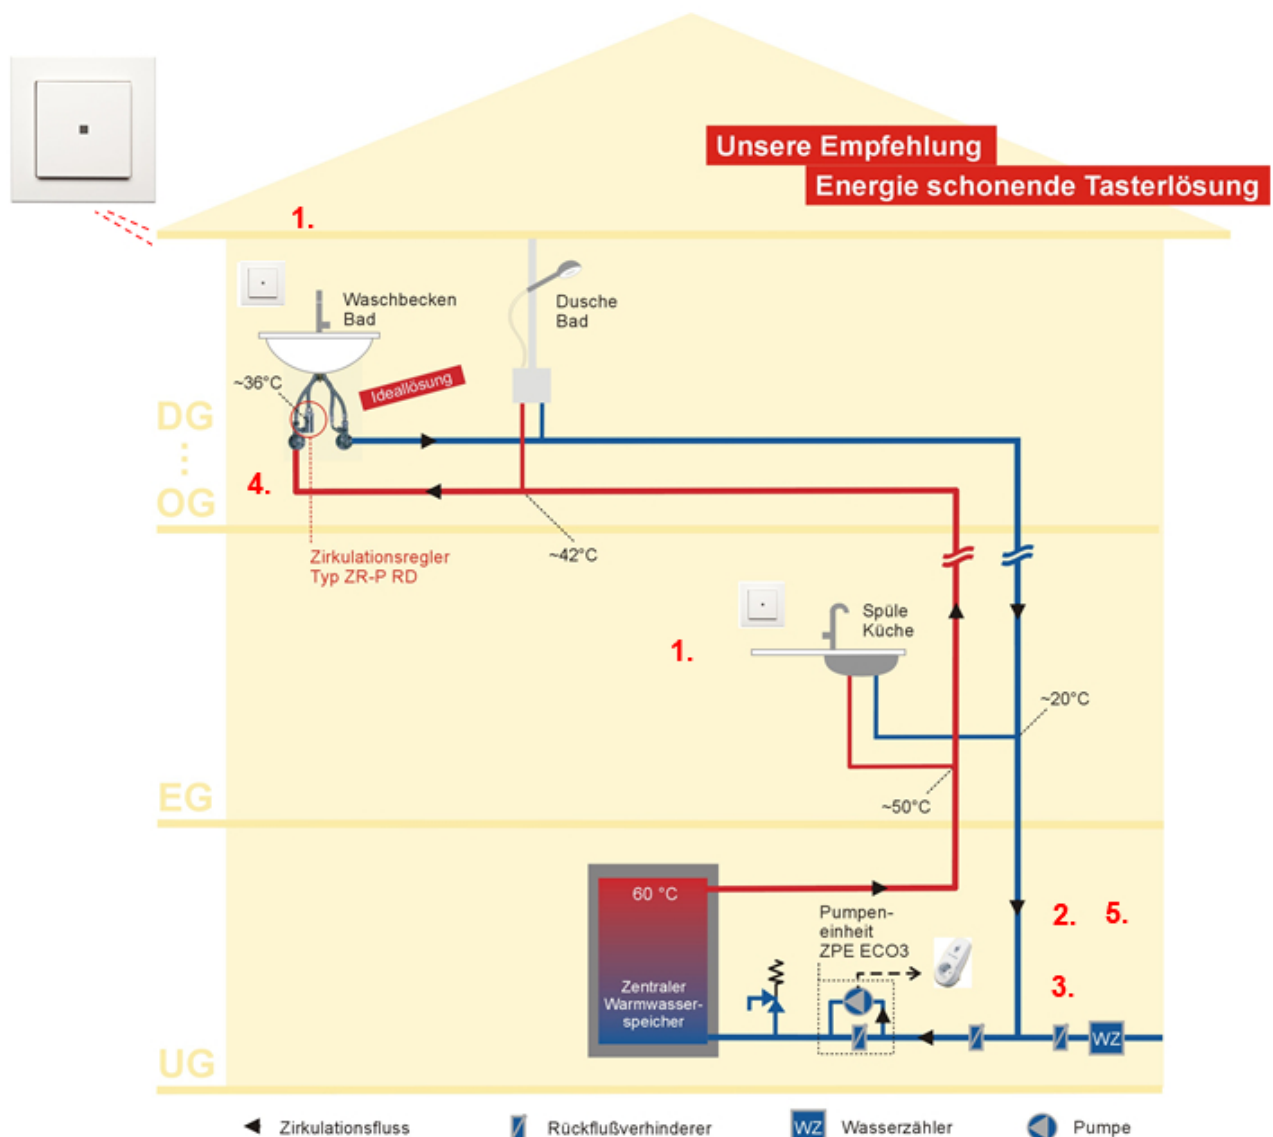 Unsere Empfehlung
Energie schonende Tasterlösung
1.
Waschbecken
Bad
Dusche
Bad
~36°C
Ideallösung
DG
OG
4.
Zirkulationsregler
Typ ZR-P RD
~42°C
1.
Spüle
Küche
~20°C
~50°C
EG
60 °C
Zentraler
Warmwasser-
speicher
Pumpen-
einheit
ZPE ECO3
2.
5.
3.
WZ
UG
Zirkulationsfluss
Rückflußverhinderer
WZ
Wasserzähler
Pumpe